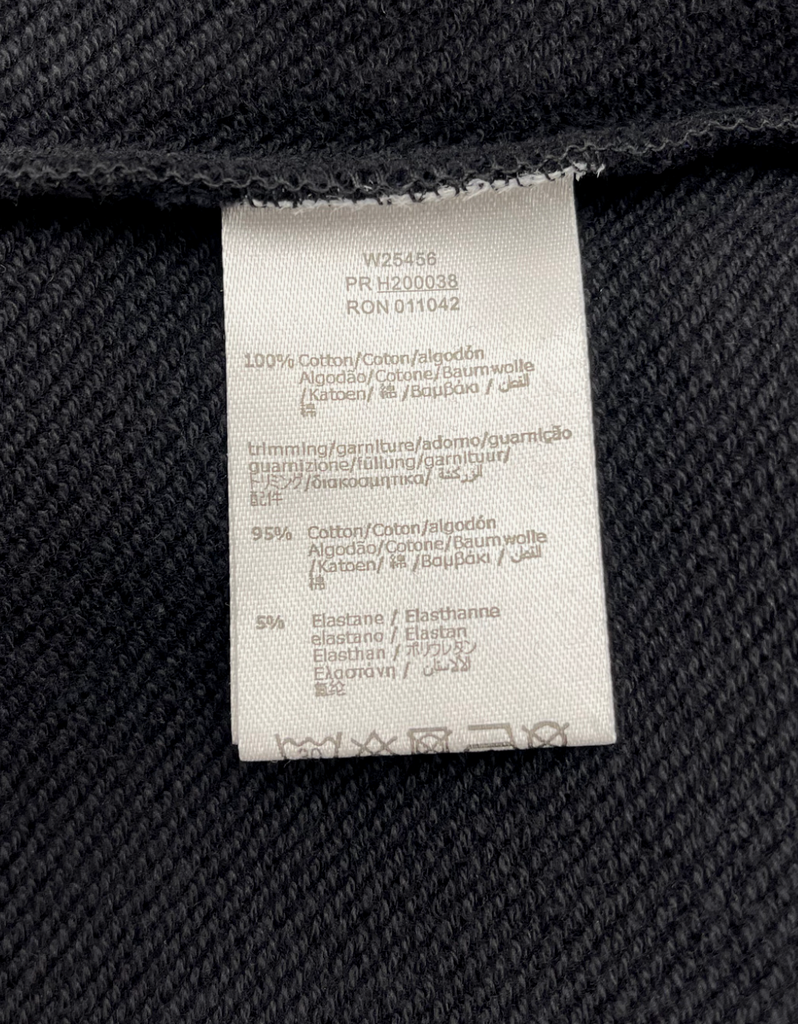 W25456
PR H200038
RON 011042
100% Cotton/Coton/algodón
Algodão/Cotone/Baumwolle
/Katoen/ 綿 /Βαμβάκι / القطن
棉
trimming/garniture/adorno/guarnição
guarnizione/füllung/garnituur/
トリミング/διακοσμητικα/
配件
95% Cotton/Coton/algodón
Algodão/Cotone/Baumwolle
/Katoen/ 綿 /Βαμβάκι / القطن
棉
5% Elastane / Elasthanne
elastano / Elastan
Elasthan / ポリウレタン
Ελαστάνη /
氨纶
30